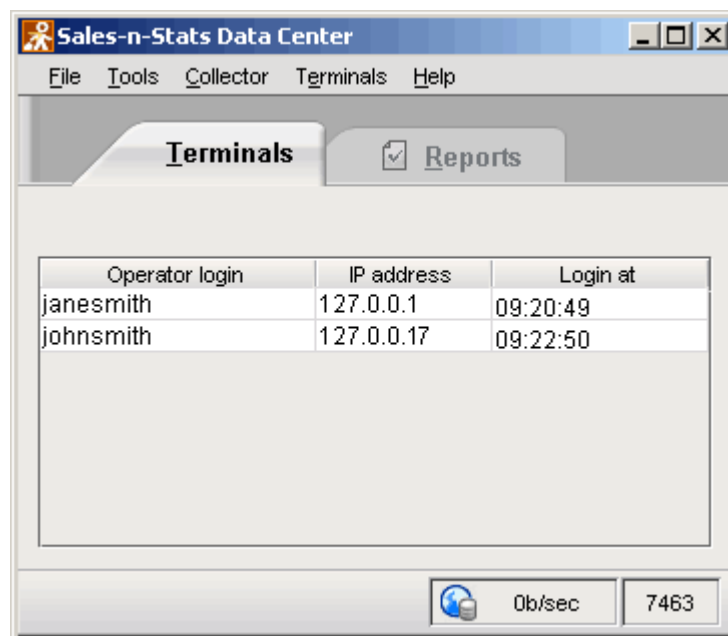 Sales-n-Stats Data Center
File Tools Collector Terminals Help
Terminals Reports
Operator login IP address Login at
janesmith 127.0.0.1 09:20:49
johnsmith 127.0.0.17 09:22:50
0b/sec 7463